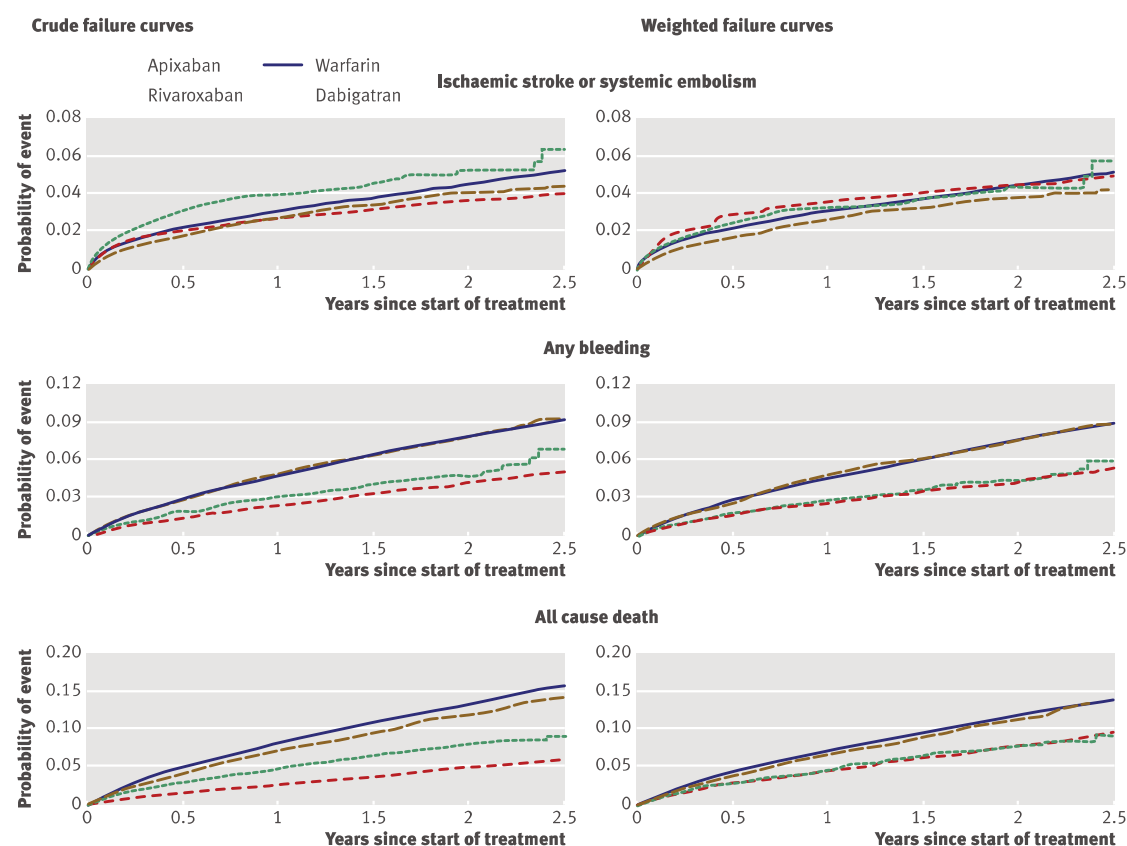 Crude failure curves Weighted failure curves
Apixaban Warfarin
Rivaroxaban Dabigatran
Ischaemic stroke or systemic embolism
Probability of event
0.08
0.06
0.04
0.02
0
0 0.5 1 1.5 2 2.5
Years since start of treatment
0.08
0.06
0.04
0.02
0
0 0.5 1 1.5 2 2.5
Years since start of treatment
Any bleeding
Probability of event
0.12
0.09
0.06
0.03
0
0 0.5 1 1.5 2 2.5
Years since start of treatment
0.12
0.09
0.06
0.03
0
0 0.5 1 1.5 2 2.5
Years since start of treatment
All cause death
Probability of event
0.20
0.15
0.10
0.05
0
0 0.5 1 1.5 2 2.5
Years since start of treatment
0.20
0.15
0.10
0.05
0
0 0.5 1 1.5 2 2.5
Years since start of treatment